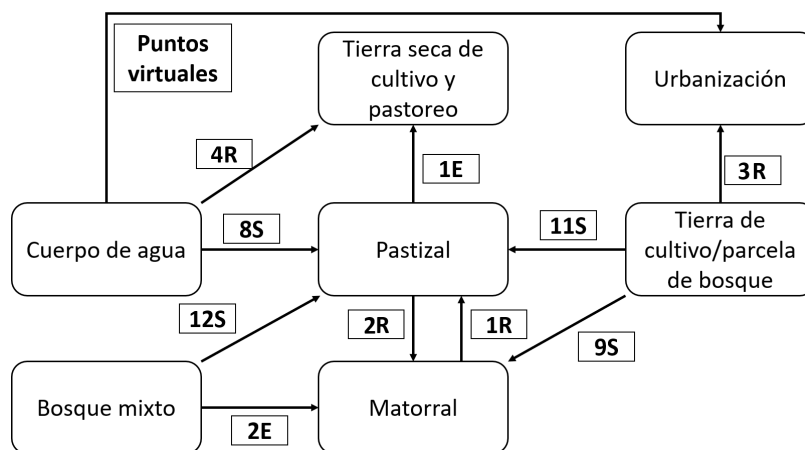 Puntos
virtuales
Tierra seca de
cultivo y
pastoreo
Urbanización
4R
1E
3R
Cuerpo de agua
8S
Pastizal
11S
Tierra de
cultivo/parcela
de bosque
12S
2R
1R
9S
Bosque mixto
2E
Matorral